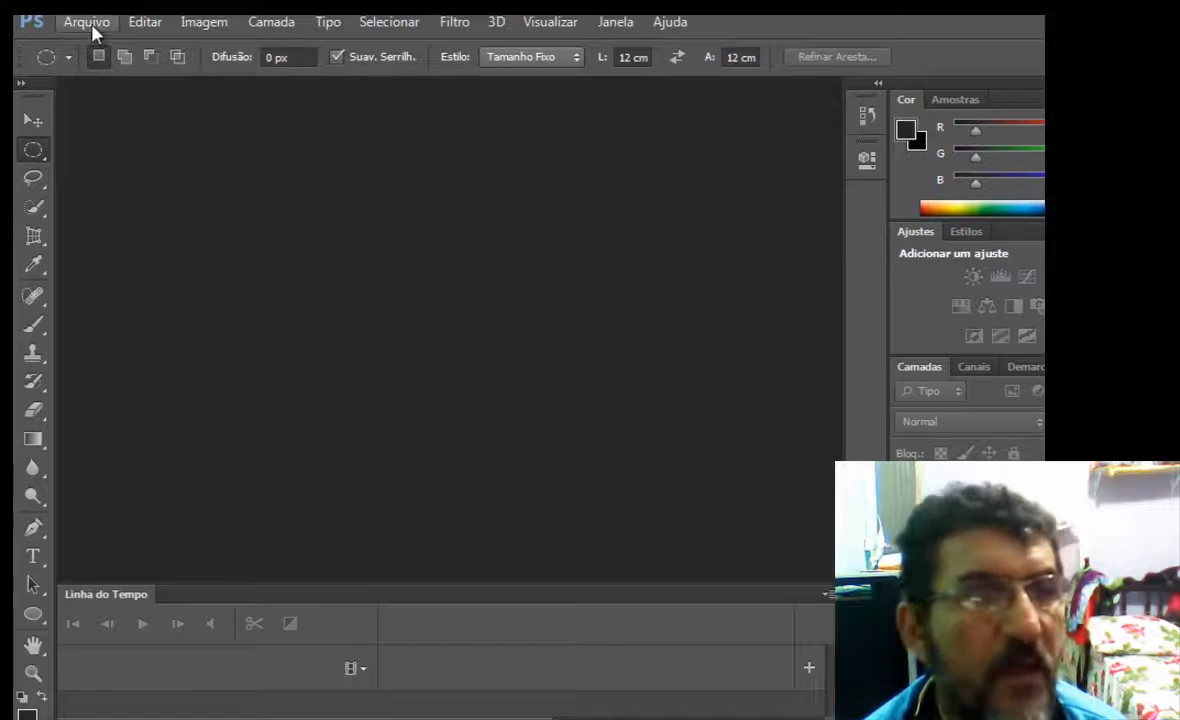 Ps Arquivo Editar Imagem Camada Tipo Selecionar Filtro 3D Visualizar Janela Ajuda
Difusão: 0 px Suav. Serrilh. Estilo: Tamanho Fixo L: 12 cm A: 12 cm Refinar Aresta...
Cor Amostras
R
G
B
Ajustes Estilos
Adicionar um ajuste
Camadas Canais Demarc
Tipo
Normal
Bloq.:
T
Linha do Tempo